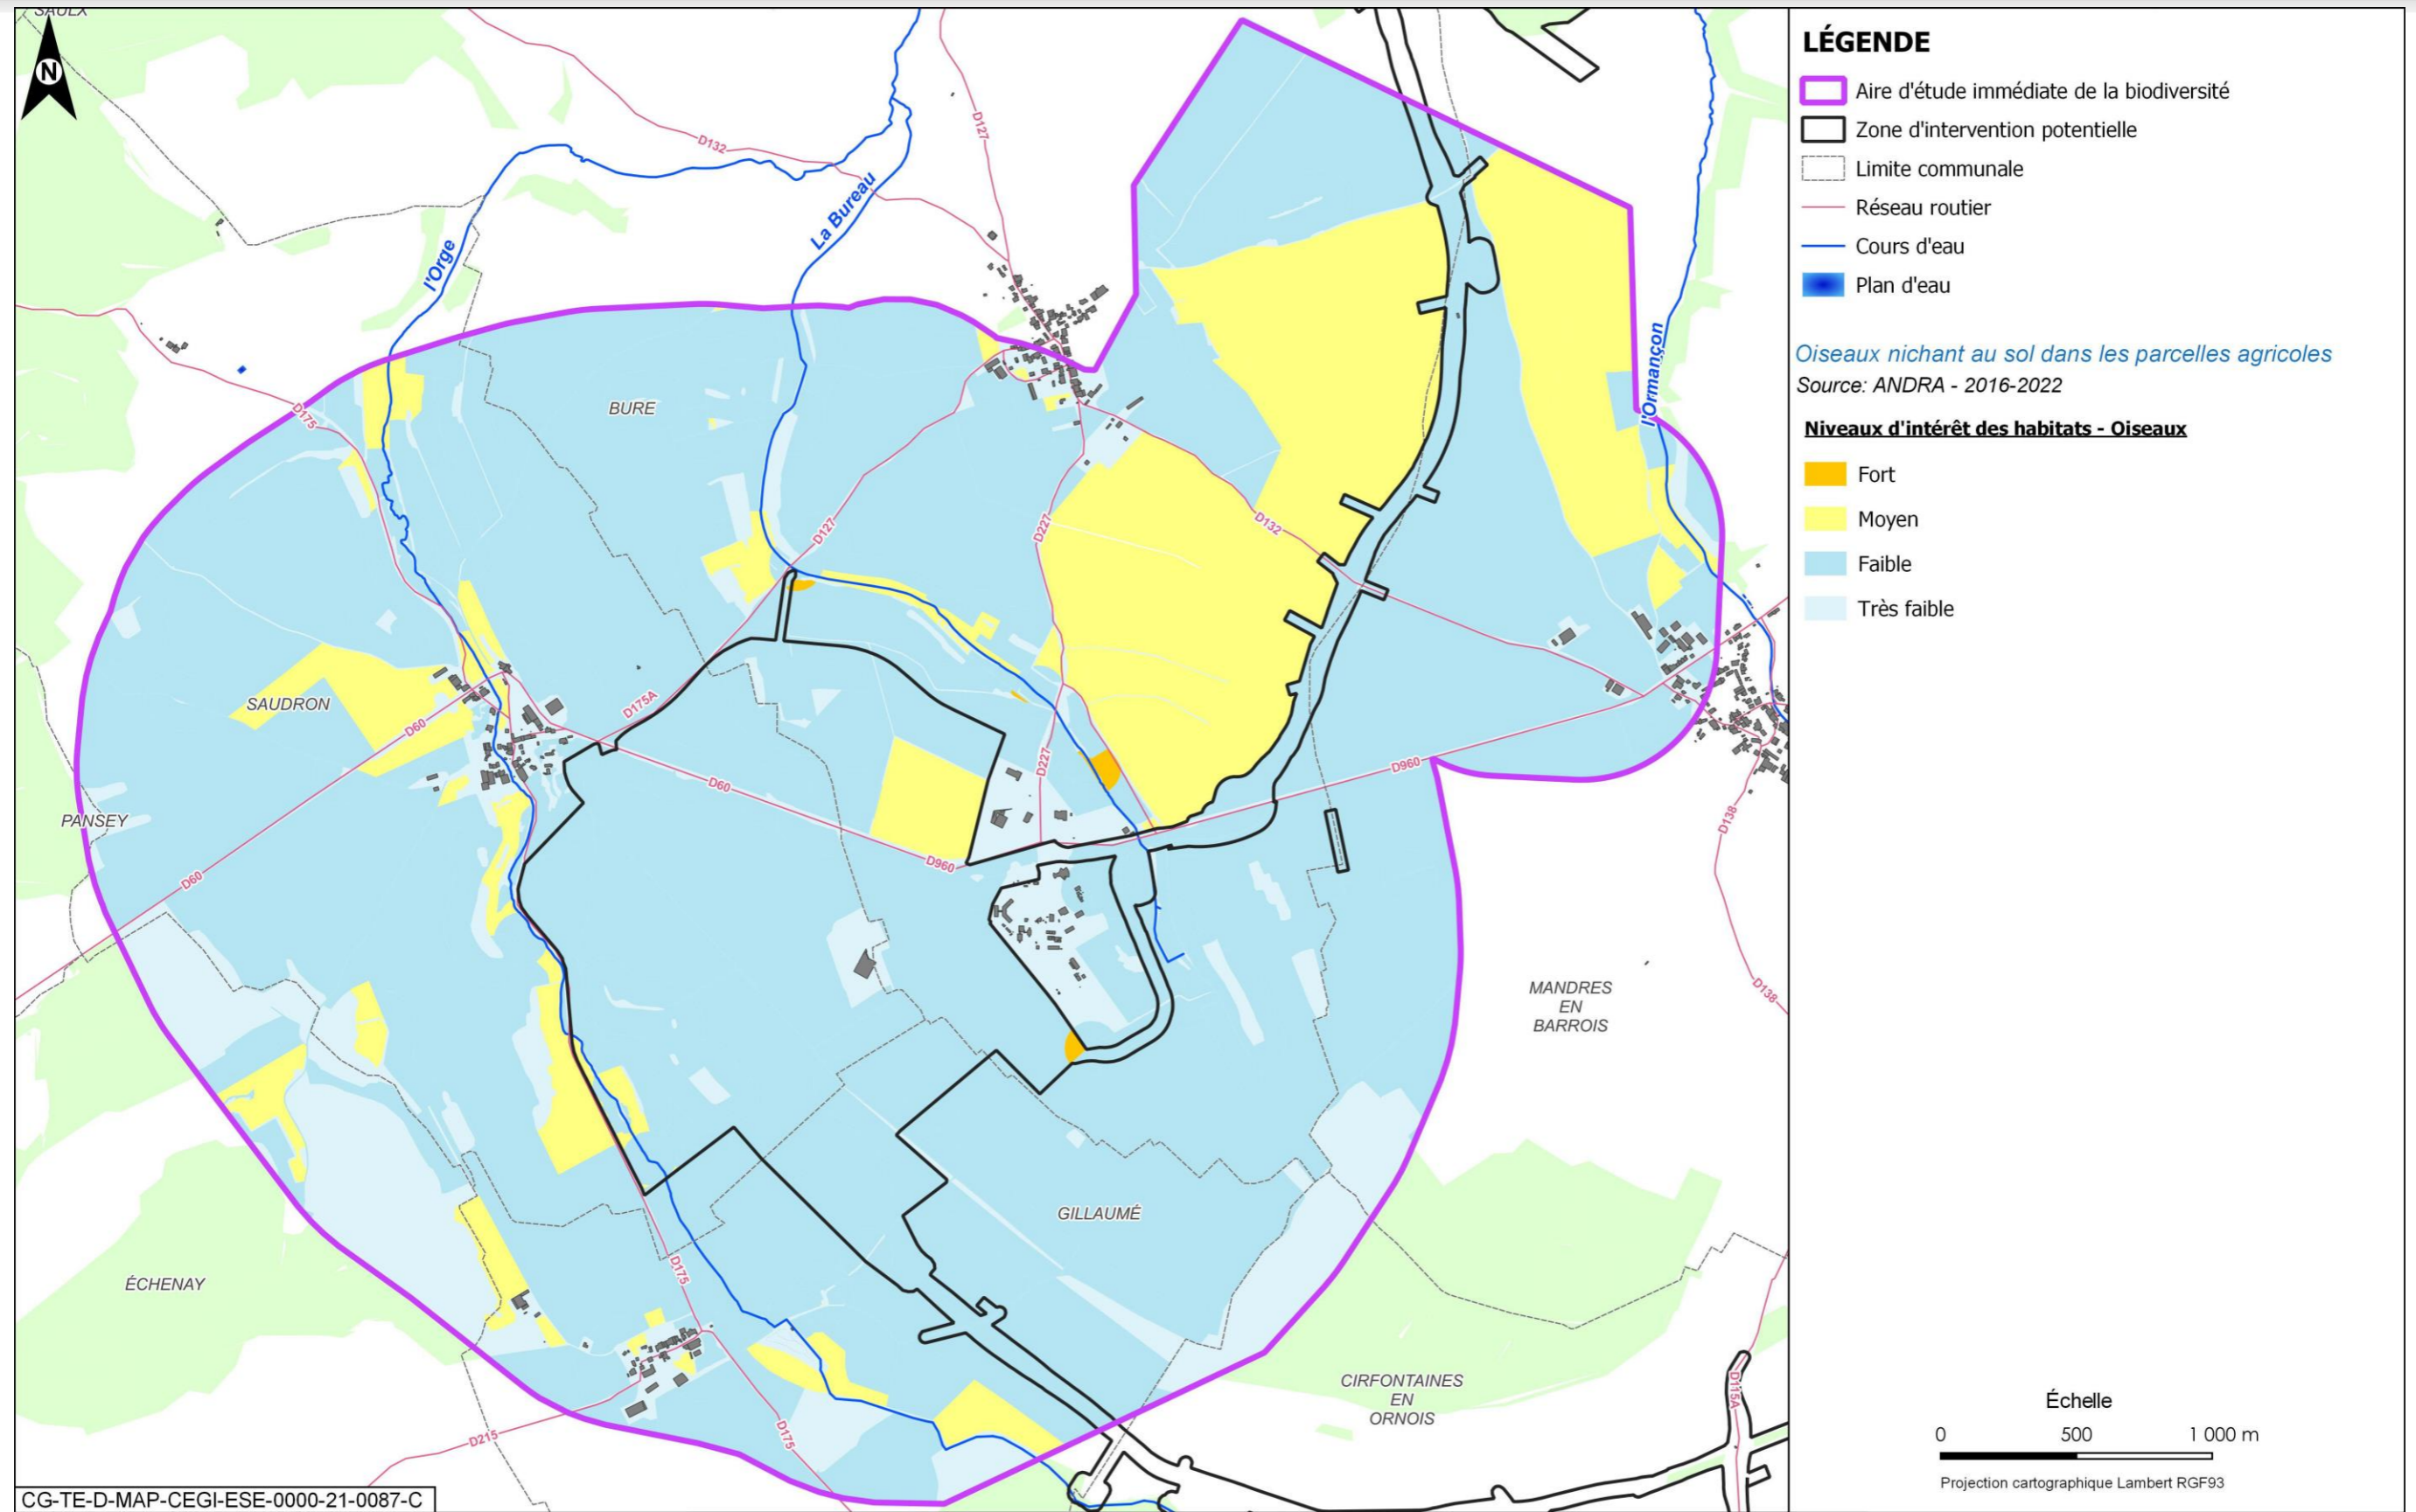 SAULX
N
D132
D127
La Bureau
l'Orge
D175
BURE
D127
D227
D132
l'Ormançon
SAUDRON
D60
D175A
D60
D227
D960
D960
PANSEY
D60
D138
D138
MANDRES
EN
BARROIS
GILLAUMÉ
D175
ÉCHENAY
CIRFONTAINES
EN
ORNOIS
D115A
D215
D175
CG-TE-D-MAP-CEGI-ESE-0000-21-0087-C
LÉGENDE
Aire d'étude immédiate de la biodiversité
Zone d'intervention potentielle
Limite communale
Réseau routier
Cours d'eau
Plan d'eau
Oiseaux nichant au sol dans les parcelles agricoles
Source: ANDRA - 2016-2022
Niveaux d'intérêt des habitats - Oiseaux
Fort
Moyen
Faible
Très faible
Échelle
0 500 1 000 m
Projection cartographique Lambert RGF93